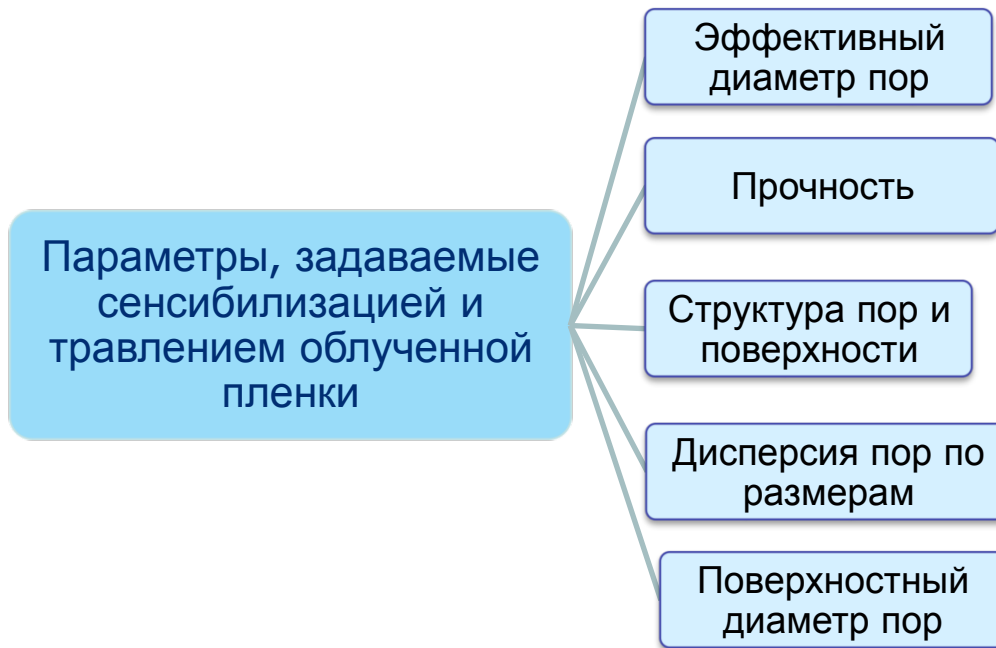 Эффективный
диаметр пор
Прочность
Параметры, задаваемые
сенсибилизацией и
травлением облученной
пленки
Структура пор и
поверхности
Дисперсия пор по
размерам
Поверхностный
диаметр пор